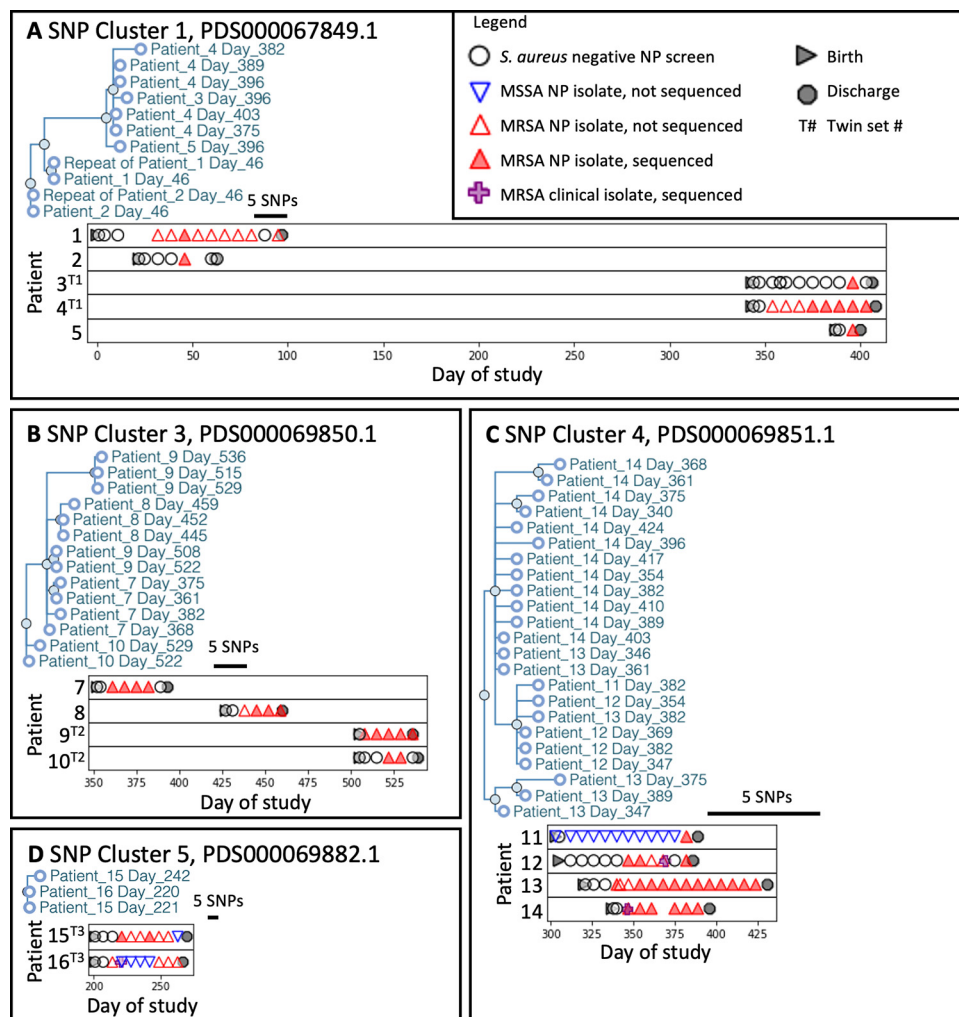 A SNP Cluster 1, PDS000067849.1
Patient_4 Day_382
Patient_4 Day_389
Patient_4 Day_396
Patient_3 Day_396
Patient_4 Day_403
Patient_4 Day_375
Patient_5 Day_396
Repeat of Patient_1 Day_46
Patient_1 Day_46
Repeat of Patient_2 Day_46
Patient_2 Day_46
5 SNPs
Legend
S. aureus negative NP screen
MSSA NP isolate, not sequenced
MRSA NP isolate, not sequenced
MRSA NP isolate, sequenced
MRSA clinical isolate, sequenced
Birth
Discharge
T# Twin set #
Patient
1
2
3T1
4T1
5
0 50 100 150 200 250 300 350 400
Day of study
B SNP Cluster 3, PDS000069850.1
Patient_9 Day_536
Patient_9 Day_515
Patient_9 Day_529
Patient_8 Day_459
Patient_8 Day_452
Patient_8 Day_445
Patient_9 Day_508
Patient_9 Day_522
Patient_7 Day_375
Patient_7 Day_361
Patient_7 Day_382
Patient_7 Day_368
Patient_10 Day_529
Patient_10 Day_522
5 SNPs
Patient
7
8
9T2
10T2
350 375 400 425 450 475 500 525
Day of study
C SNP Cluster 4, PDS000069851.1
Patient_14 Day_368
Patient_14 Day_361
Patient_14 Day_375
Patient_14 Day_340
Patient_14 Day_424
Patient_14 Day_396
Patient_14 Day_417
Patient_14 Day_354
Patient_14 Day_382
Patient_14 Day_410
Patient_14 Day_389
Patient_14 Day_403
Patient_13 Day_346
Patient_13 Day_361
Patient_11 Day_382
Patient_12 Day_354
Patient_13 Day_382
Patient_12 Day_369
Patient_12 Day_382
Patient_12 Day_347
Patient_13 Day_375
Patient_13 Day_389
Patient_13 Day_347
5 SNPs
Patient
11
12
13
14
300 325 350 375 400 425
Day of study
D SNP Cluster 5, PDS000069882.1
Patient_15 Day_242
Patient_16 Day_220
Patient_15 Day_221
5 SNPs
Patient
15T3
16T3
200 250
Day of study